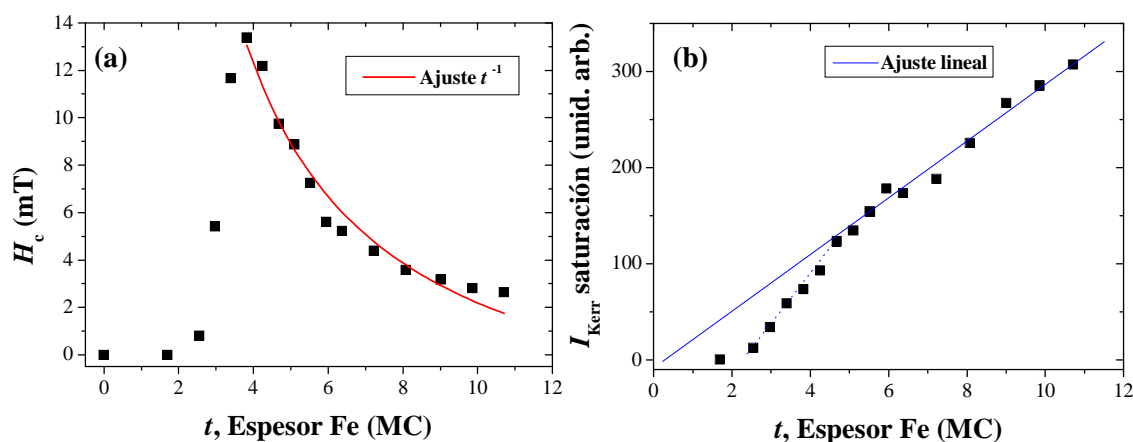 (a)
Ajuste t⁻¹
14
12
10
8
6
4
2
0
H_c (mT)
0 2 4 6 8 10 12
t, Espesor Fe (MC)
(b)
Ajuste lineal
300
200
100
0
I_Kerr saturación (unid. arb.)
0 2 4 6 8 10 12
t, Espesor Fe (MC)